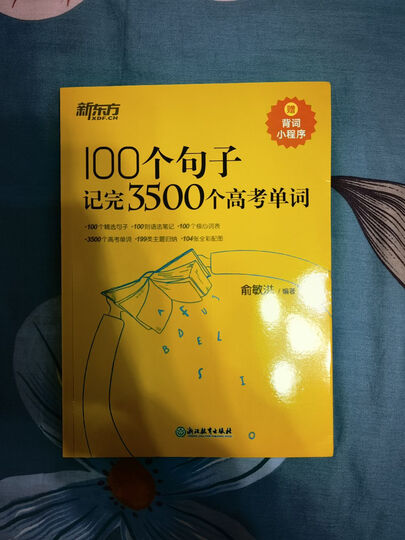 新东方
XDF.CN
赠
背词
小程序
100个句子
记完3500个高考单词
·100个精选句子 ·100则语法笔记 ·100个核心词表
·3500个高考单词 ·199类主题归纳 ·104张全彩配图
俞敏洪 / 编著
A E F U J
B D E L
S I O
浙江教育出版社